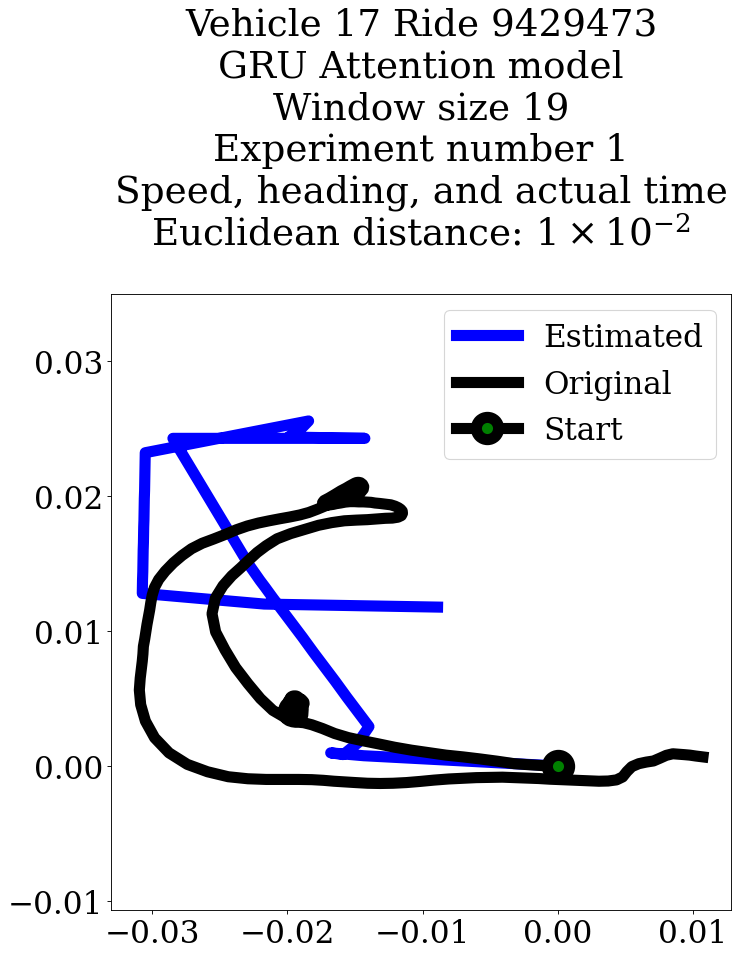 Vehicle 17 Ride 9429473
GRU Attention model
Window size 19
Experiment number 1
Speed, heading, and actual time
Euclidean distance: 1 × 10⁻²
Estimated
Original
Start
0.03
0.02
0.01
0.00
−0.01
−0.03 −0.02 −0.01 0.00 0.01